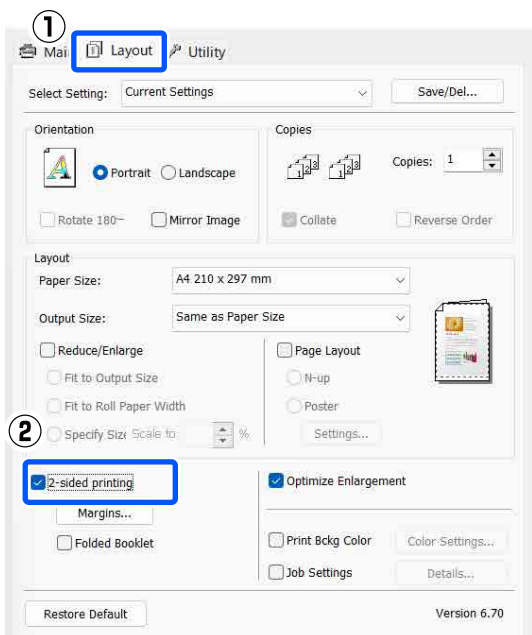 ①
Main Layout Utility
Select Setting: Current Settings Save/Del...
Orientation Copies
Portrait Landscape Copies: 1
Rotate 180 Mirror Image Collate Reverse Order
Layout
Paper Size: A4 210 x 297 mm
Output Size: Same as Paper Size
Reduce/Enlarge Page Layout
Fit to Output Size N-up
Fit to Roll Paper Width Poster
② Specify Size Scale to % Settings...
2-sided printing Optimize Enlargement
Margins...
Folded Booklet Print Bckg Color Color Settings...
Job Settings Details...
Restore Default Version 6.70